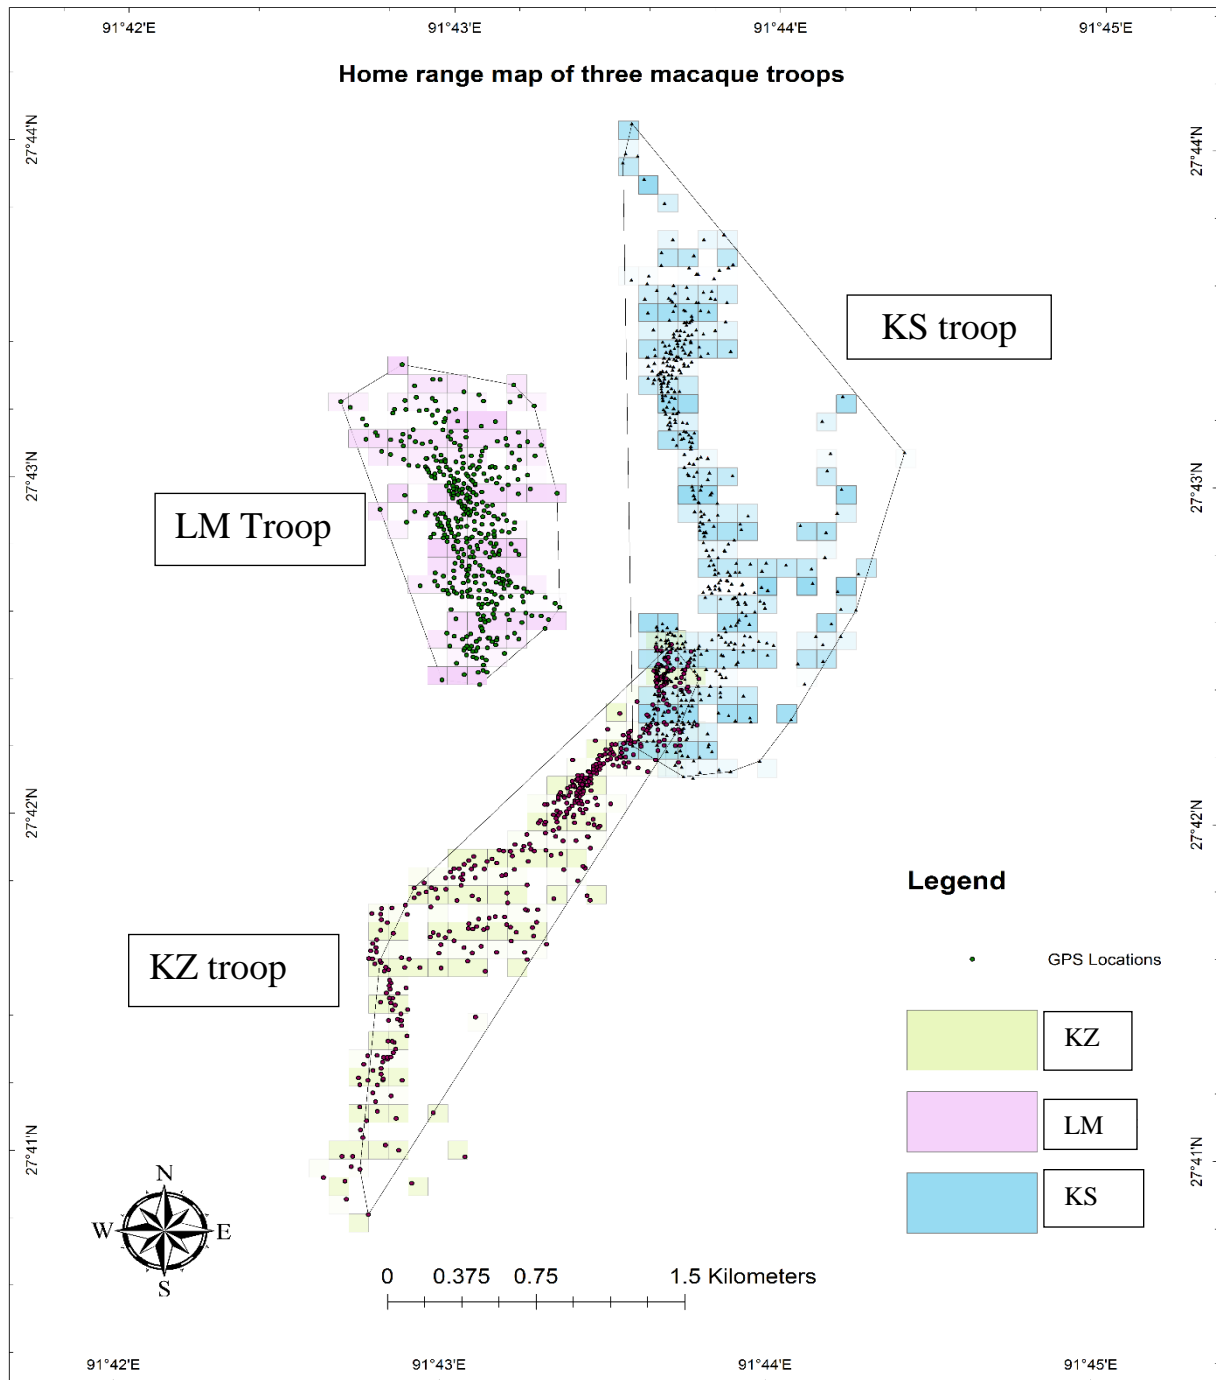 91°42'E 91°43'E 91°44'E 91°45'E
Home range map of three macaque troops
27°44'N 27°44'N
KS troop
27°43'N 27°43'N
LM Troop
27°42'N 27°42'N
Legend
KZ troop
GPS Locations
KZ
LM
27°41'N 27°41'N
KS
N
W E
S
0 0.375 0.75 1.5 Kilometers
91°42'E 91°43'E 91°44'E 91°45'E